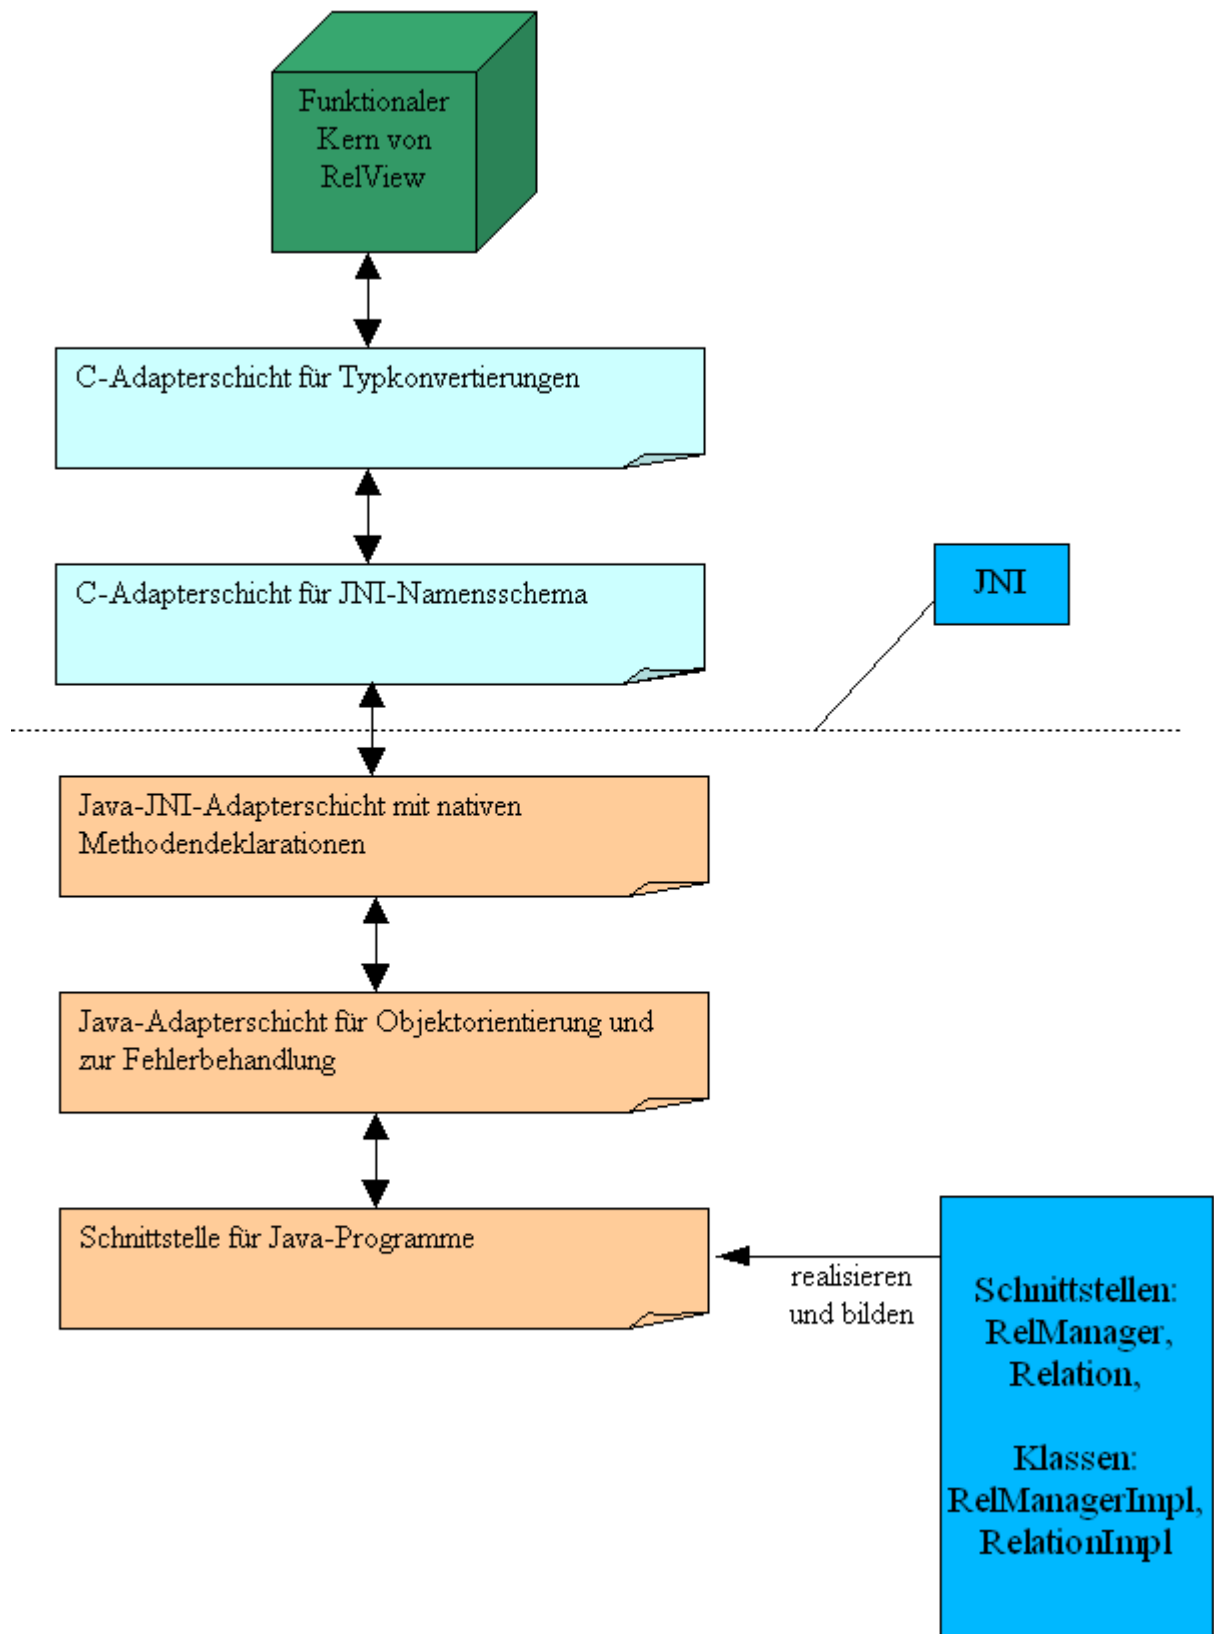 Funktionaler
Kern von
RelView
C-Adapterschicht für Typkonvertierungen
C-Adapterschicht für JNI-Namensschema
JNI
Java-JNI-Adapterschicht mit nativen
Methodendeklarationen
Java-Adapterschicht für Objektorientierung und
zur Fehlerbehandlung
Schnittstelle für Java-Programme
realisieren
und bilden
Schnittstellen:
RelManager,
Relation,
Klassen:
RelManagerImpl,
RelationImpl